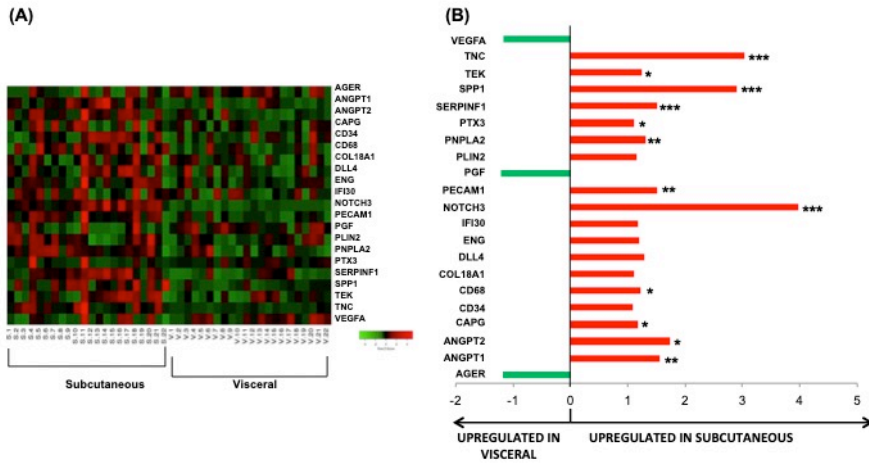 (A)
AGER
ANGPT1
ANGPT2
CAPG
CD34
CD68
COL18A1
DLL4
ENG
IFI30
NOTCH3
PECAM1
PGF
PLIN2
PNPLA2
PTX3
SERPINF1
SPP1
TEK
TNC
VEGFA
Subcutaneous
Visceral
(B)
VEGFA
TNC ***
TEK *
SPP1 ***
SERPINF1 ***
PTX3 *
PNPLA2 **
PLIN2
PGF
PECAM1 **
NOTCH3 ***
IFI30
ENG
DLL4
COL18A1
CD68 *
CD34
CAPG *
ANGPT2 *
ANGPT1 **
AGER
-2 -1 0 1 2 3 4 5
UPREGULATED IN VISCERAL
UPREGULATED IN SUBCUTANEOUS